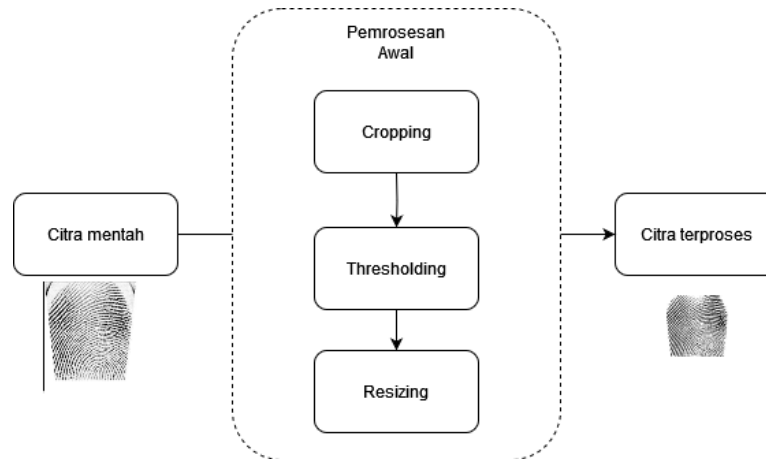 Pemrosesan
Awal
Cropping
Citra mentah
Thresholding
Citra terproses
Resizing